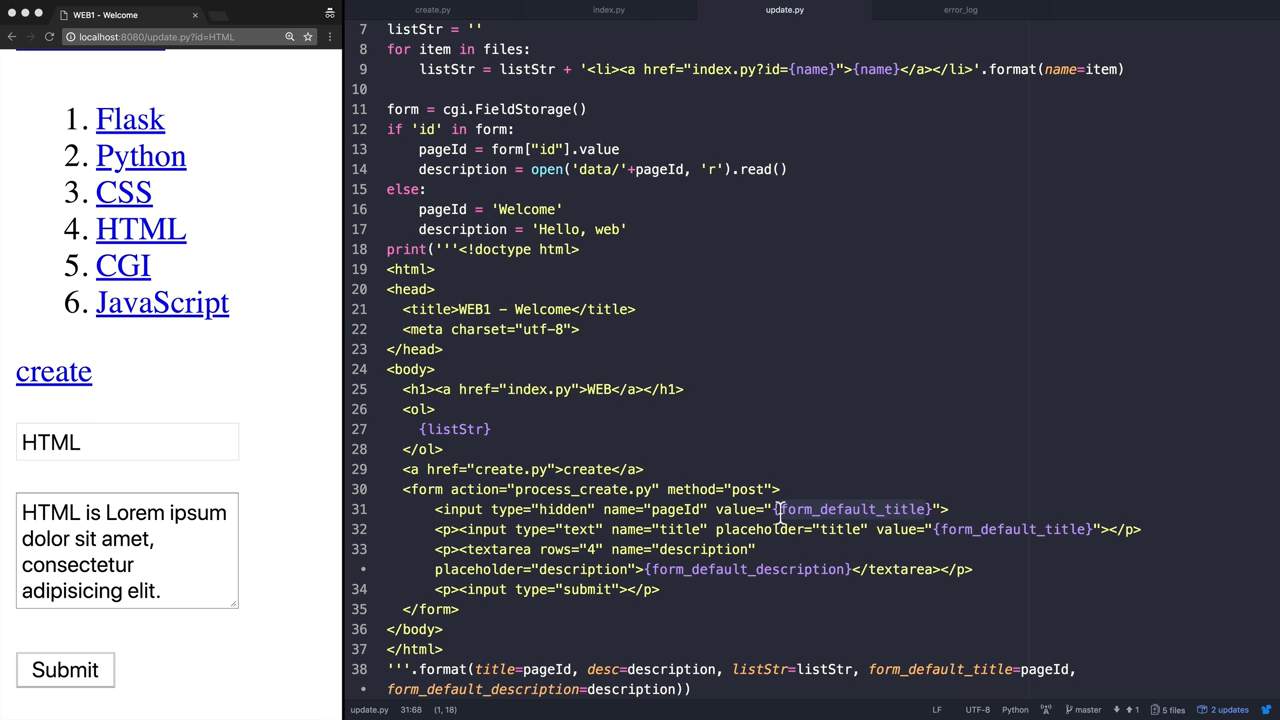 WEB1 - Welcome
localhost:8080/update.py?id=HTML
1. Flask
2. Python
3. CSS
4. HTML
5. CGI
6. JavaScript
create
HTML
HTML is Lorem ipsum
dolor sit amet,
consectetur
adipisicing elit.
Submit
create.py
index.py
update.py
error_log
7 listStr = ''
8 for item in files:
9 listStr = listStr + '<li><a href="index.py?id={name}">{name}</a></li>'.format(name=item)
10
11 form = cgi.FieldStorage()
12 if 'id' in form:
13 pageId = form["id"].value
14 description = open('data/'+pageId, 'r').read()
15 else:
16 pageId = 'Welcome'
17 description = 'Hello, web'
18 print('''<!doctype html>
19 <html>
20 <head>
21 <title>WEB1 - Welcome</title>
22 <meta charset="utf-8">
23 </head>
24 <body>
25 <h1><a href="index.py">WEB</a></h1>
26 <ol>
27 {listStr}
28 </ol>
29 <a href="create.py">create</a>
30 <form action="process_create.py" method="post">
31 <input type="hidden" name="pageId" value="{form_default_title}">
32 <p><input type="text" name="title" placeholder="title" value="{form_default_title}"></p>
33 <p><textarea rows="4" name="description"
• placeholder="description">{form_default_description}</textarea></p>
34 <p><input type="submit"></p>
35 </form>
36 </body>
37 </html>
38 '''.format(title=pageId, desc=description, listStr=listStr, form_default_title=pageId,
• form_default_description=description))
update.py 31:68 (1, 18) LF UTF-8 Python master 1 5 files 2 updates